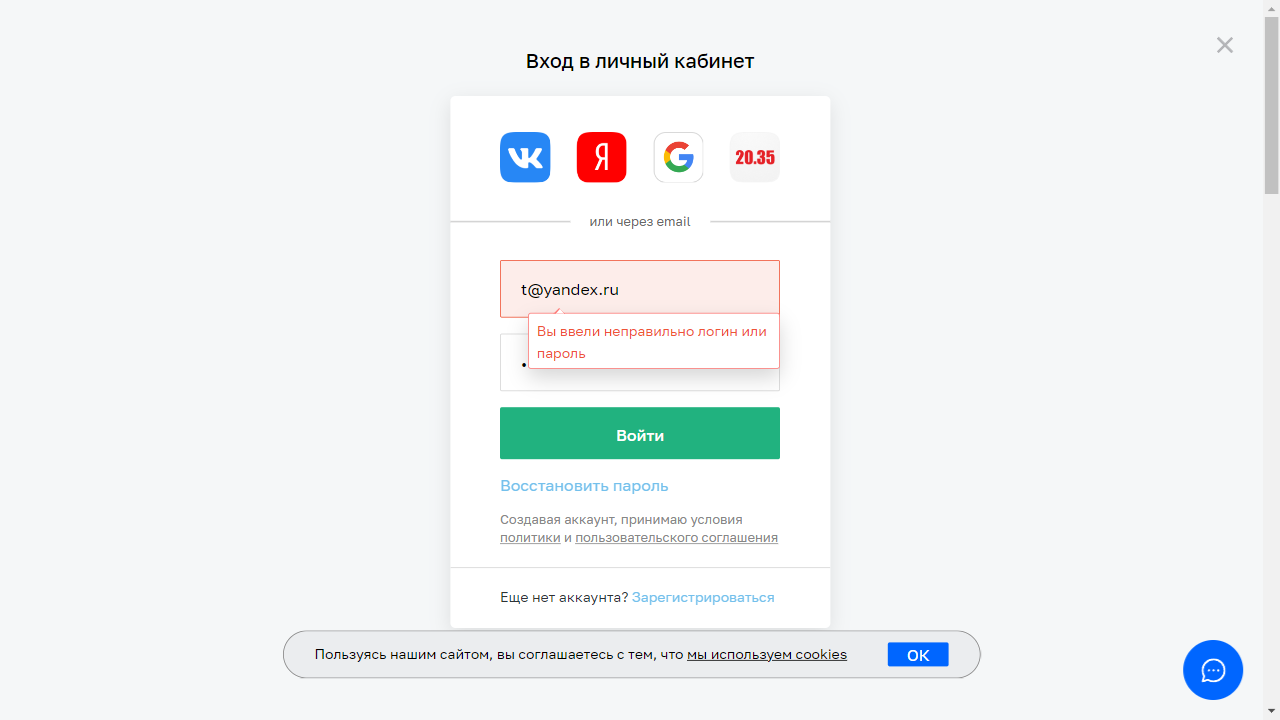 Вход в личный кабинет
Я
20.35
или через email
t@yandex.ru
Вы ввели неправильно логин или
пароль
Войти
Восстановить пароль
Создавая аккаунт, принимаю условия
политики и пользовательского соглашения
Еще нет аккаунта? Зарегистрироваться
Пользуясь нашим сайтом, вы соглашаетесь с тем, что мы используем cookies
OK